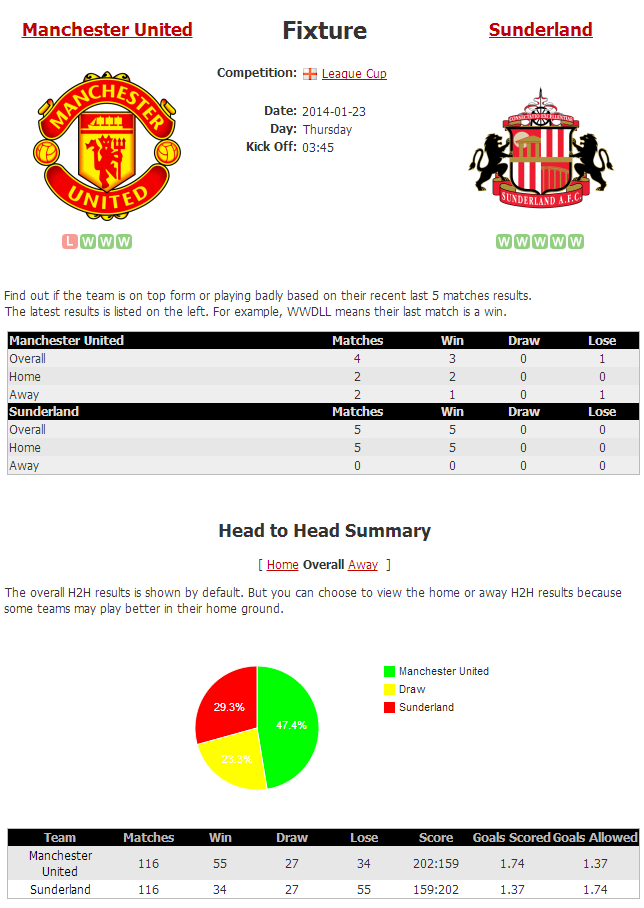 Manchester United
Fixture
Sunderland
Competition: League Cup
Date: 2014-01-23
Day: Thursday
Kick Off: 03:45
MANCHESTER
UNITED
CONSECTATIO EXCELLENTIAE
SUNDERLAND A.F.C.
L W W W
W W W W W
Find out if the team is on top form or playing badly based on their recent last 5 matches results.
The latest results is listed on the left. For example, WWDLL means their last match is a win.
Manchester United Matches Win Draw Lose
Overall 4 3 0 1
Home 2 2 0 0
Away 2 1 0 1
Sunderland Matches Win Draw Lose
Overall 5 5 0 0
Home 5 5 0 0
Away 0 0 0 0
Head to Head Summary
[ Home Overall Away ]
The overall H2H results is shown by default. But you can choose to view the home or away H2H results because
some teams may play better in their home ground.
29.3%
47.4%
23.3%
Manchester United
Draw
Sunderland
Team Matches Win Draw Lose Score Goals Scored Goals Allowed
Manchester
United 116 55 27 34 202:159 1.74 1.37
Sunderland 116 34 27 55 159:202 1.37 1.74